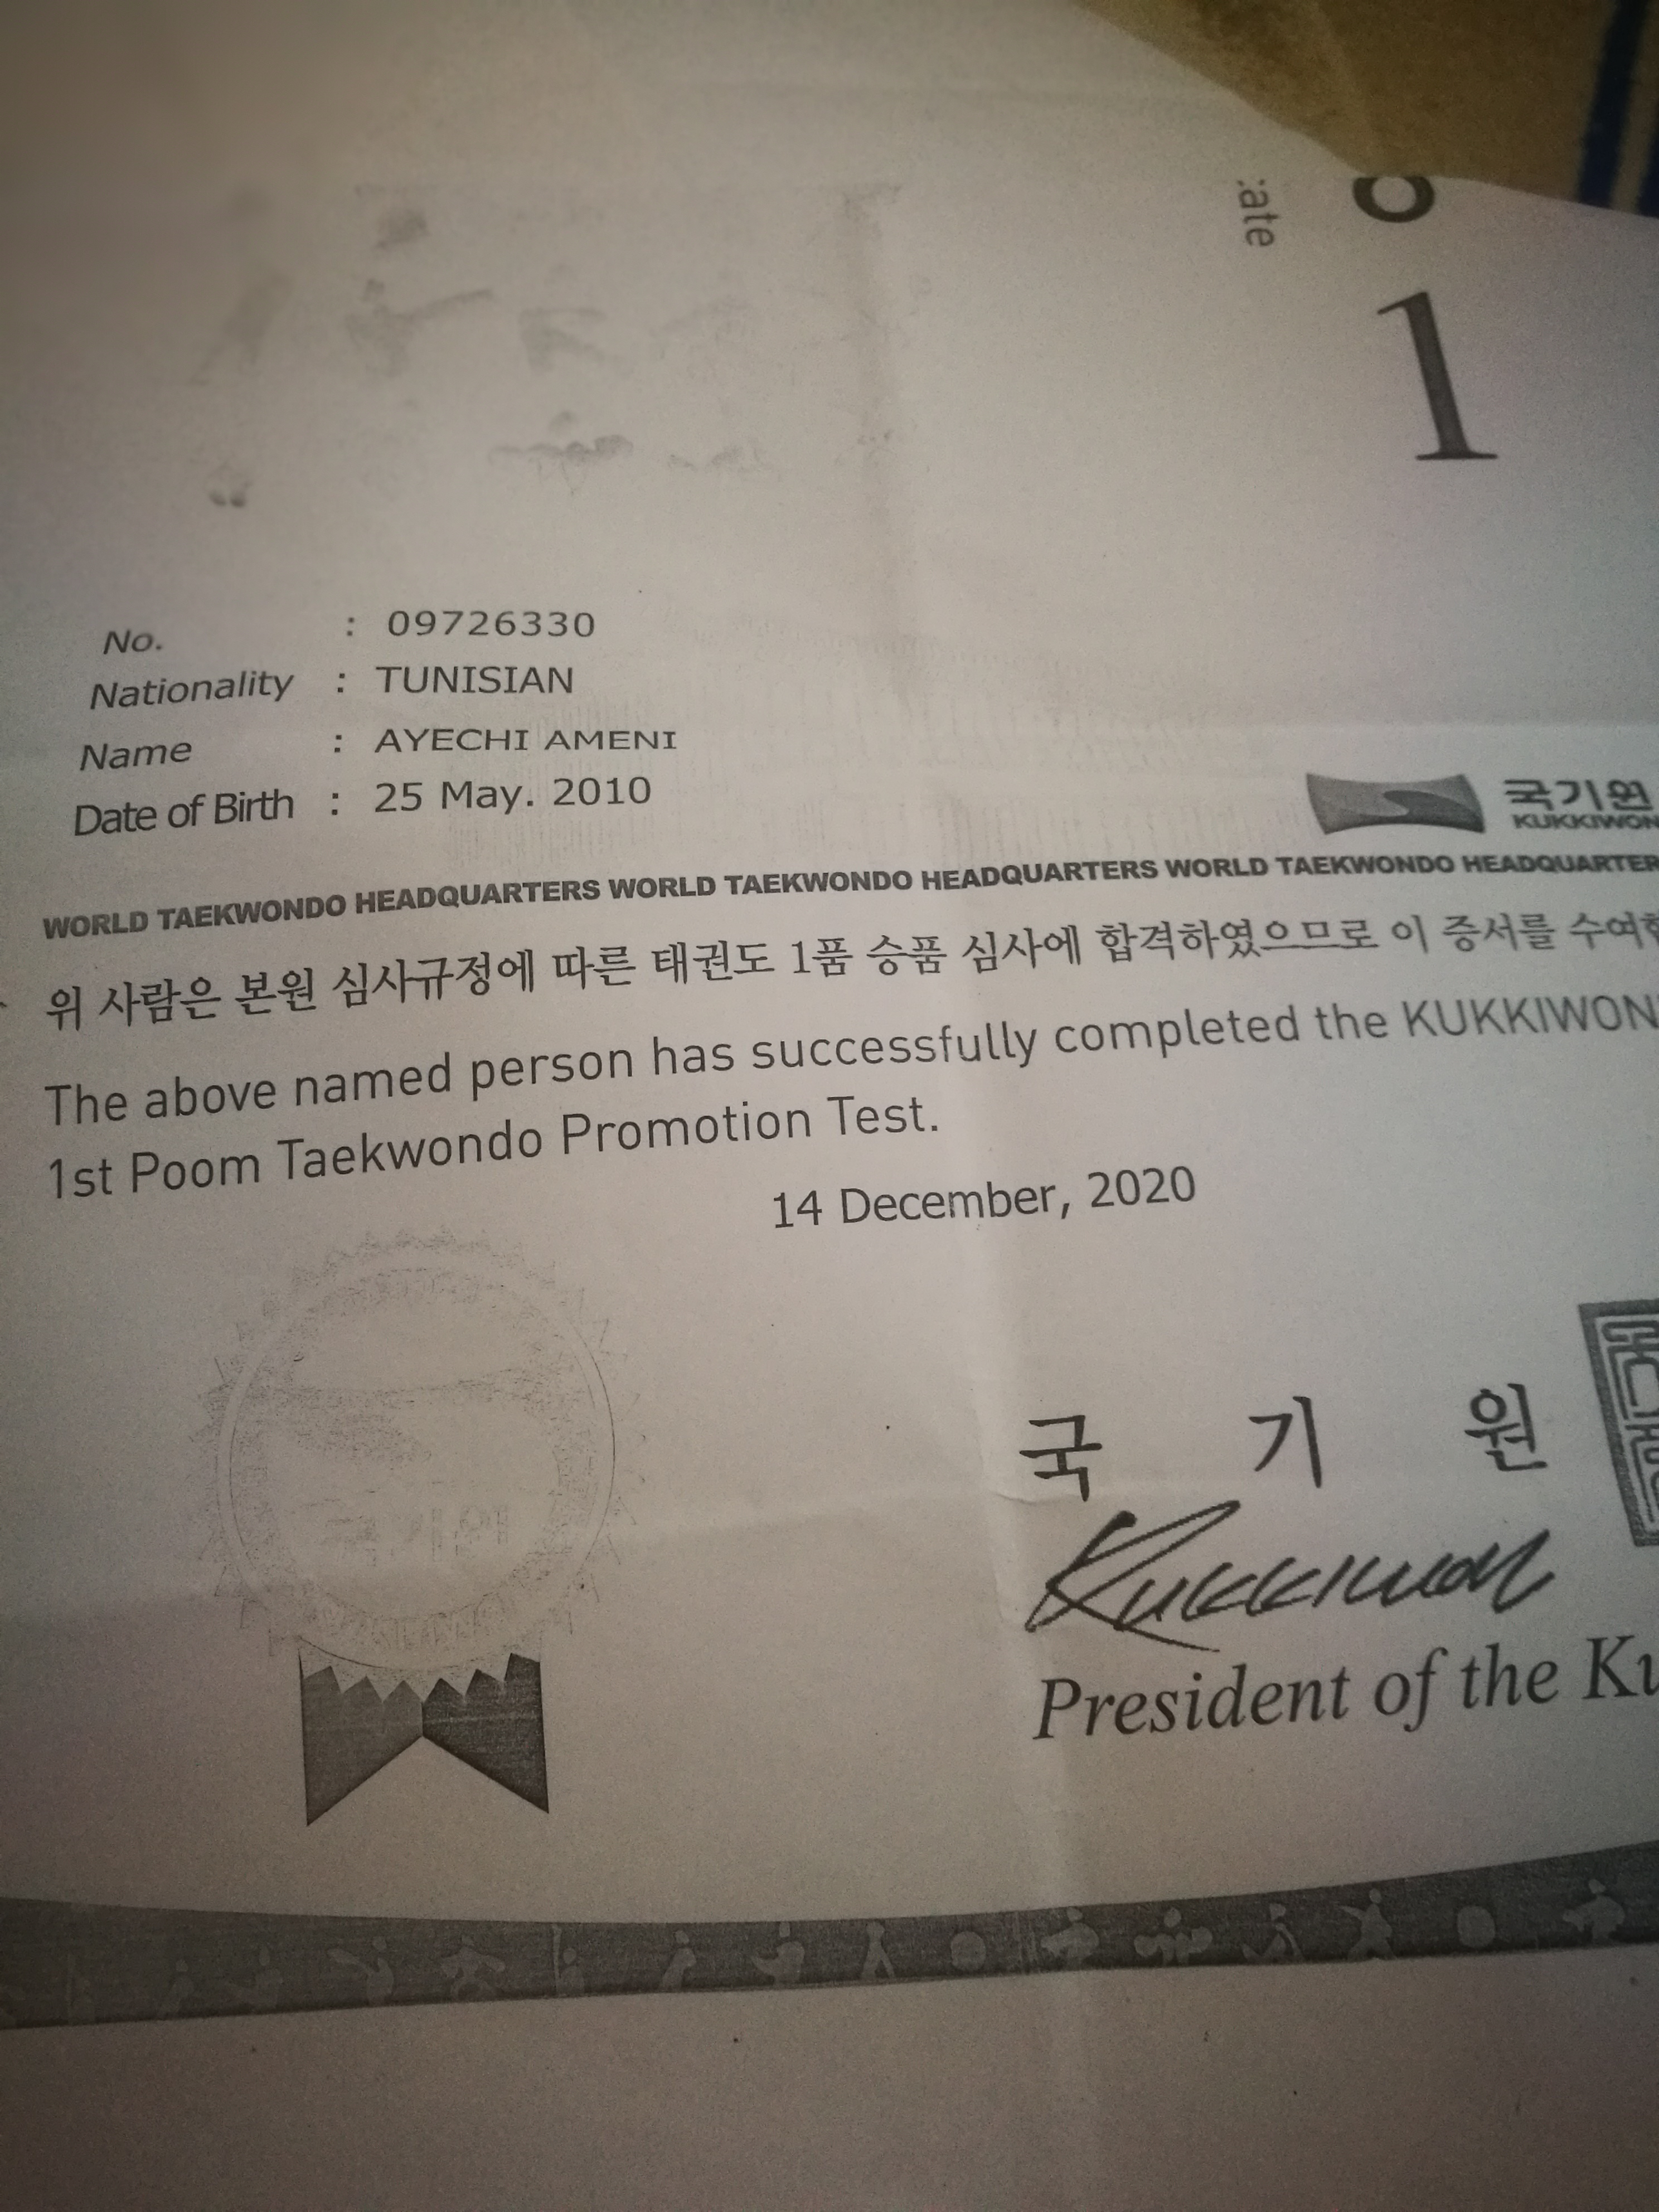 1
No. : 09726330
Nationality : TUNISIAN
Name : AYECHI AMENI
Date of Birth : 25 May. 2010
국기원
KUKKIWON
WORLD TAEKWONDO HEADQUARTERS WORLD TAEKWONDO HEADQUARTERS WORLD TAEKWONDO HEADQUARTER
위 사람은 본원 심사규정에 따른 태권도 1품 승품 심사에 합격하였으므로 이 증서를
The above named person has successfully completed the KUKKIWON
1st Poom Taekwondo Promotion Test.
14 December, 2020
국 기 원
Kukkiwon
President of the Ku